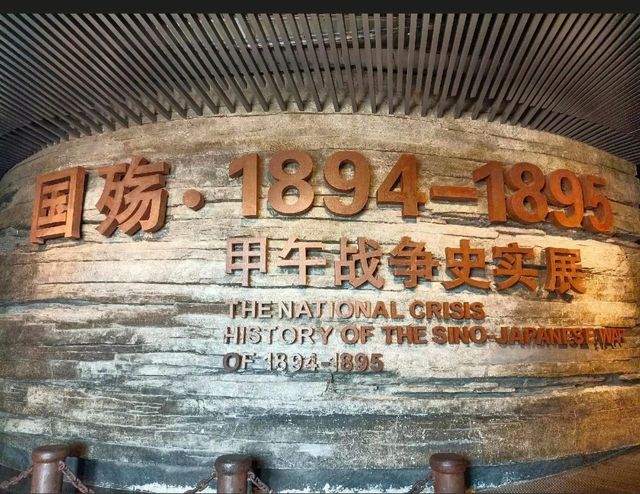 国殇·1894-1895
甲午战争史实展
THE NATIONAL CRISIS
HISTORY OF THE SINO-JAPANESE WAR
OF 1894-1895